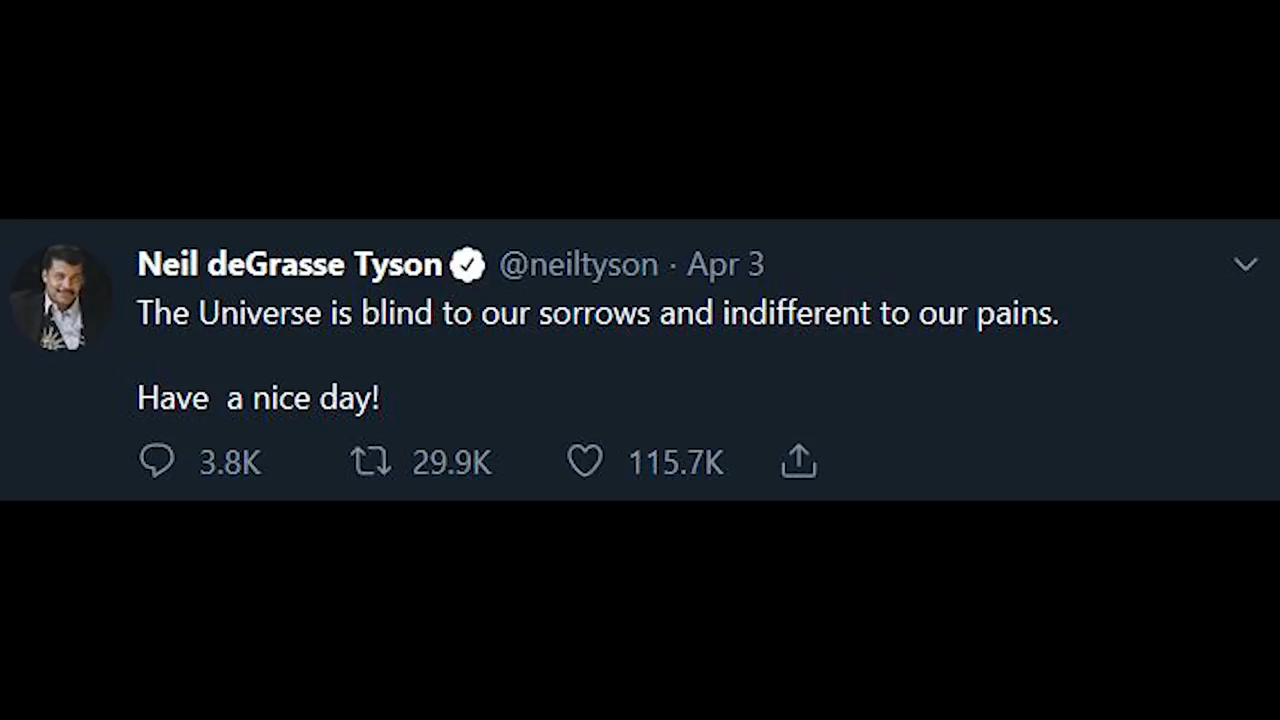 Neil deGrasse Tyson @neiltyson · Apr 3
The Universe is blind to our sorrows and indifferent to our pains.
Have  a nice day!
3.8K 29.9K 115.7K